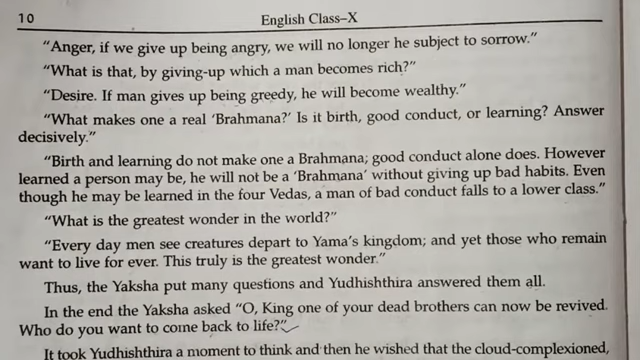 10
English Class–X
“Anger, if we give up being angry, we will no longer he subject to sorrow.”
“What is that, by giving-up which a man becomes rich?”
“Desire. If man gives up being greedy, he will become wealthy.”
“What makes one a real ‘Brahmana?’ Is it birth, good conduct, or learning? Answer
decisively.”
“Birth and learning do not make one a Brahmana; good conduct alone does. However
learned a person may be, he will not be a ‘Brahmana’ without giving up bad habits. Even
though he may be learned in the four Vedas, a man of bad conduct falls to a lower class.”
“What is the greatest wonder in the world?”
“Every day men see creatures depart to Yama’s kingdom; and yet those who remain
want to live for ever. This truly is the greatest wonder.”
Thus, the Yaksha put many questions and Yudhishthira answered them all.
In the end the Yaksha asked “O, King one of your dead brothers can now be revived.
Who do you want to come back to life?”
It took Yudhishthira a moment to think and then he wished that the cloud-complexioned,